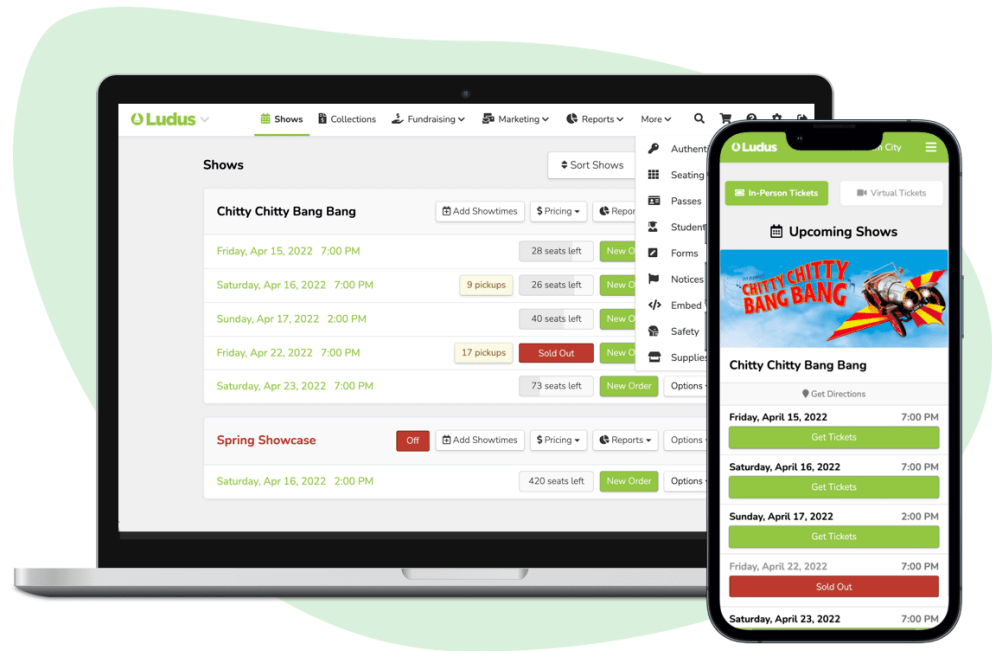 Ludus Shows Collections Fundraising Marketing Reports More
Shows
Sort Shows
Chitty Chitty Bang Bang Add Showtimes $ Pricing
Friday, Apr 15, 2022 7:00 PM 28 seats left New
Saturday, Apr 16, 2022 7:00 PM 9 pickups 26 seats left New
Sunday, Apr 17, 2022 2:00 PM 40 seats left New
Friday, Apr 22, 2022 7:00 PM 17 pickups Sold Out New
Saturday, Apr 23, 2022 7:00 PM 73 seats left New Order Options
Spring Showcase Off Add Showtimes $ Pricing Reports Options
Saturday, Apr 16, 2022 2:00 PM 420 seats left New Order Options
Seating
Passes
Student
Forms
Notices
Embed
Safety
Supplies
Ludus City
In-Person Tickets Virtual Tickets
Upcoming Shows
CHITTY CHITTY
BANG BANG
Chitty Chitty Bang Bang
Get Directions
Friday, April 15, 2022 7:00 PM
Get Tickets
Saturday, April 16, 2022 7:00 PM
Get Tickets
Sunday, April 17, 2022 2:00 PM
Get Tickets
Friday, April 22, 2022 7:00 PM
Sold Out
Saturday, April 23, 2022 7:00 PM